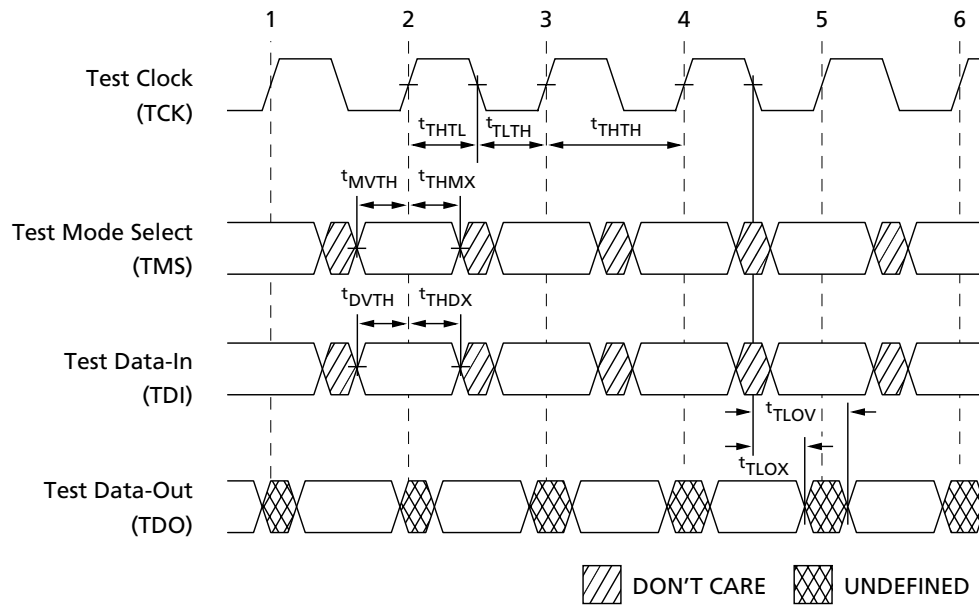 1 2 3 4 5 6
Test Clock
(TCK)
tTHTL tTLTH tTHTH
tMVTH tTHMX
Test Mode Select
(TMS)
tDVTH tTHDX
Test Data-In
(TDI)
tTLOV
tTLOX
Test Data-Out
(TDO)
DON'T CARE UNDEFINED